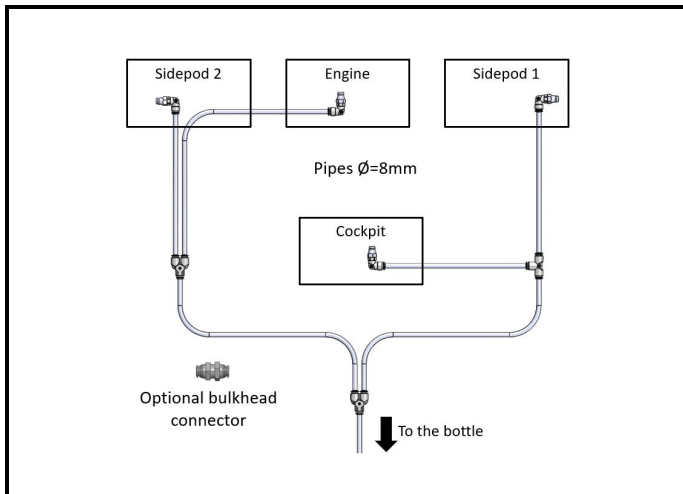 Sidepod 2
Engine
Sidepod 1
Pipes Ø=8mm
Cockpit
Optional bulkhead
connector
To the bottle